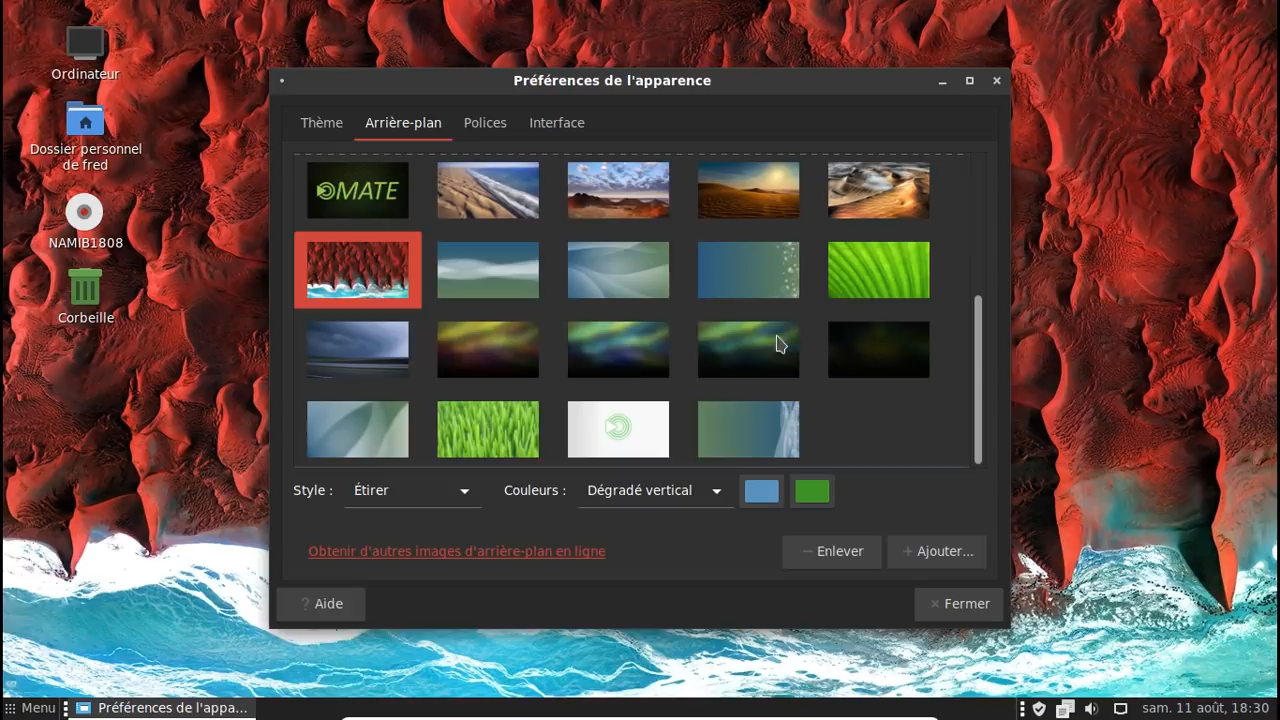 Ordinateur
Dossier personnel
de fred
NAMIB1808
Corbeille
Préférences de l'apparence
Thème
Arrière-plan
Polices
Interface
MATE
Style :
Étirer
Couleurs :
Dégradé vertical
Obtenir d'autres images d'arrière-plan en ligne
Enlever
Ajouter...
Aide
Fermer
Menu
Préférences de l'appa...
sam. 11 août, 18:30